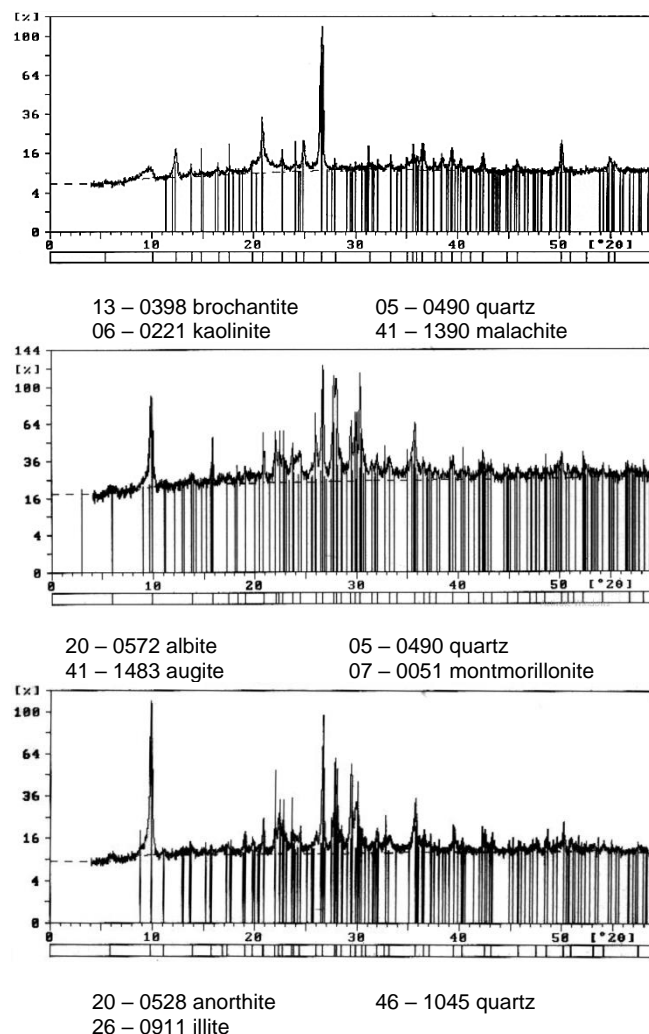 [%]
100
64
36
16
4
0
0 10 20 30 40 50 [°2θ]
13 – 0398 brochantite 05 – 0490 quartz
06 – 0221 kaolinite 41 – 1390 malachite
144
[%]
100
64
36
16
4
0
0 10 20 30 40 50 [°2θ]
20 – 0572 albite 05 – 0490 quartz
41 – 1483 augite 07 – 0051 montmorillonite
[%]
100
64
36
16
4
0
0 10 20 30 40 50 [°2θ]
20 – 0528 anorthite 46 – 1045 quartz
26 – 0911 illite